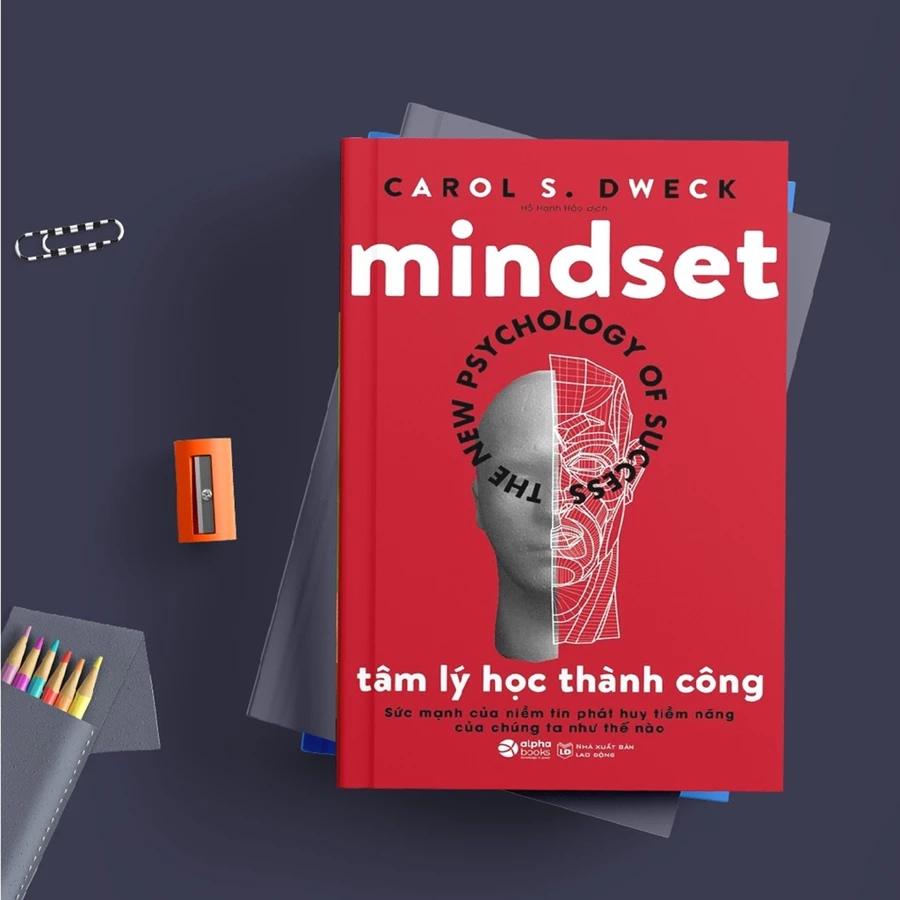 CAROL S. DWECK
Hồ Hạnh Hảo dịch
mindset
THE NEW PSYCHOLOGY OF SUCCESS
tâm lý học thành công
Sức mạnh của niềm tin phát huy tiềm năng
của chúng ta như thế nào
alpha books
NHÀ XUẤT BẢN
LAO ĐỘNG